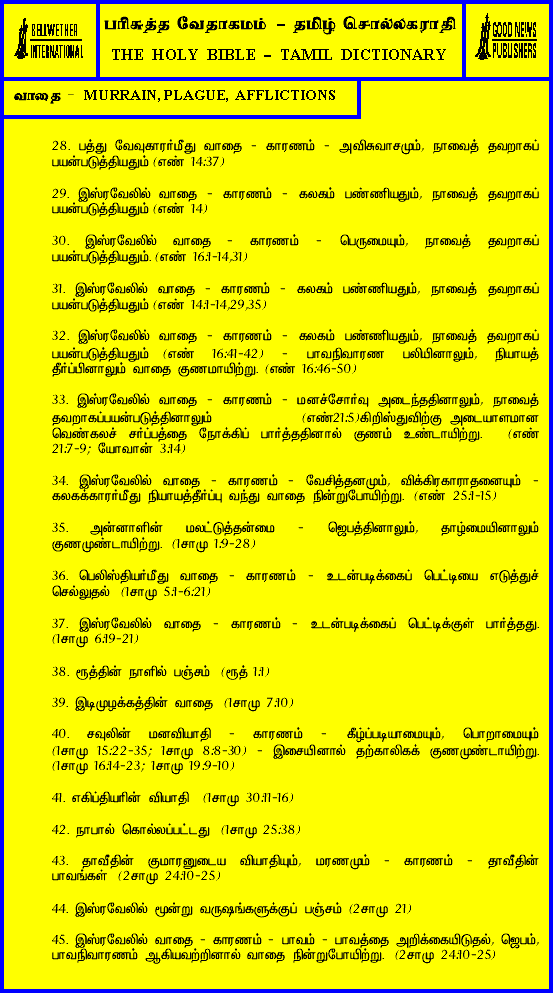 BELLWETHER
INTERNATIONAL
பரிசுத்த வேதாகமம் – தமிழ் சொல்லகராதி
THE HOLY BIBLE – TAMIL DICTIONARY
GOOD NEWS
PUBLISHERS
வாதை - MURRAIN, PLAGUE, AFFLICTIONS
28. பத்து வேவுகாரர்மீது வாதை - காரணம் - அவிசுவாசமும், நாவைத் தவறாகப்
பயன்படுத்தியதும் (எண் 14:37)
29. இஸ்ரவேலில் வாதை - காரணம் - கலகம் பண்ணியதும், நாவைத் தவறாகப்
பயன்படுத்தியதும் (எண் 14)
30. இஸ்ரவேலில் வாதை - காரணம் - பெருமையும், நாவைத் தவறாகப்
பயன்படுத்தியதும். (எண் 16:1-14,31)
31. இஸ்ரவேலில் வாதை - காரணம் - கலகம் பண்ணியதும், நாவைத் தவறாகப்
பயன்படுத்தியதும் (எண் 14:1-14,29,35)
32. இஸ்ரவேலில் வாதை - காரணம் - கலகம் பண்ணியதும், நாவைத் தவறாகப்
பயன்படுத்தியதும் (எண் 16:41-42) - பாவநிவாரண பலியினாலும், நியாயத்
தீர்ப்பினாலும் வாதை குணமாயிற்று. (எண் 16:46-50)
33. இஸ்ரவேலில் வாதை - காரணம் - மனச்சோர்வு அடைந்ததினாலும், நாவைத்
தவறாகப்பயன்படுத்தினாலும் (எண்21:5)கிறிஸ்துவிற்கு அடையாளமான
வெண்கலச் சர்ப்பத்தை நோக்கிப் பார்த்ததினால் குணம் உண்டாயிற்று. (எண்
21:7-9; யோவான் 3:14)
34. இஸ்ரவேலில் வாதை - காரணம் - வேசித்தனமும், விக்கிரகாராதனையும் -
கலகக்காரர்மீது நியாயத்தீர்ப்பு வந்து வாதை நின்றுபோயிற்று. (எண் 25:1-15)
35. அன்னாளின் மலட்டுத்தன்மை - ஜெபத்தினாலும், தாழ்மையினாலும்
குணமுண்டாயிற்று. (1சாமு 1:9-28)
36. பெலிஸ்தியர்மீது வாதை - காரணம் - உடன்படிக்கைப் பெட்டியை எடுத்துச்
செல்லுதல் (1சாமு 5:1-6:21)
37. இஸ்ரவேலில் வாதை - காரணம் - உடன்படிக்கைப் பெட்டிக்குள் பார்த்தது.
(1சாமு 6:19-21)
38. ரூத்தின் நாளில் பஞ்சம் (ரூத் 1:1)
39. இடிமுழக்கத்தின் வாதை (1சாமு 7:10)
40. சவுலின் மனவியாதி - காரணம் - கீழ்ப்படியாமையும், பொறாமையும்
(1சாமு 15:22-35; 1சாமு 8:8-30) - இசையினால் தற்காலிகக் குணமுண்டாயிற்று.
(1சாமு 16:14-23; 1சாமு 19:9-10)
41. எகிப்தியரின் வியாதி (1சாமு 30:11-16)
42. நாபால் கொல்லப்பட்டது (1சாமு 25:38)
43. தாவீதின் குமாரனுடைய வியாதியும், மரணமும் - காரணம் - தாவீதின்
பாவங்கள் (2சாமு 24:10-25)
44. இஸ்ரவேலில் மூன்று வருஷங்களுக்குப் பஞ்சம் (2சாமு 21)
45. இஸ்ரவேலில் வாதை - காரணம் - பாவம் - பாவத்தை அறிக்கையிடுதல், ஜெபம்,
பாவநிவாரணம் ஆகியவற்றினால் வாதை நின்றுபோயிற்று. (2சாமு 24:10-25)